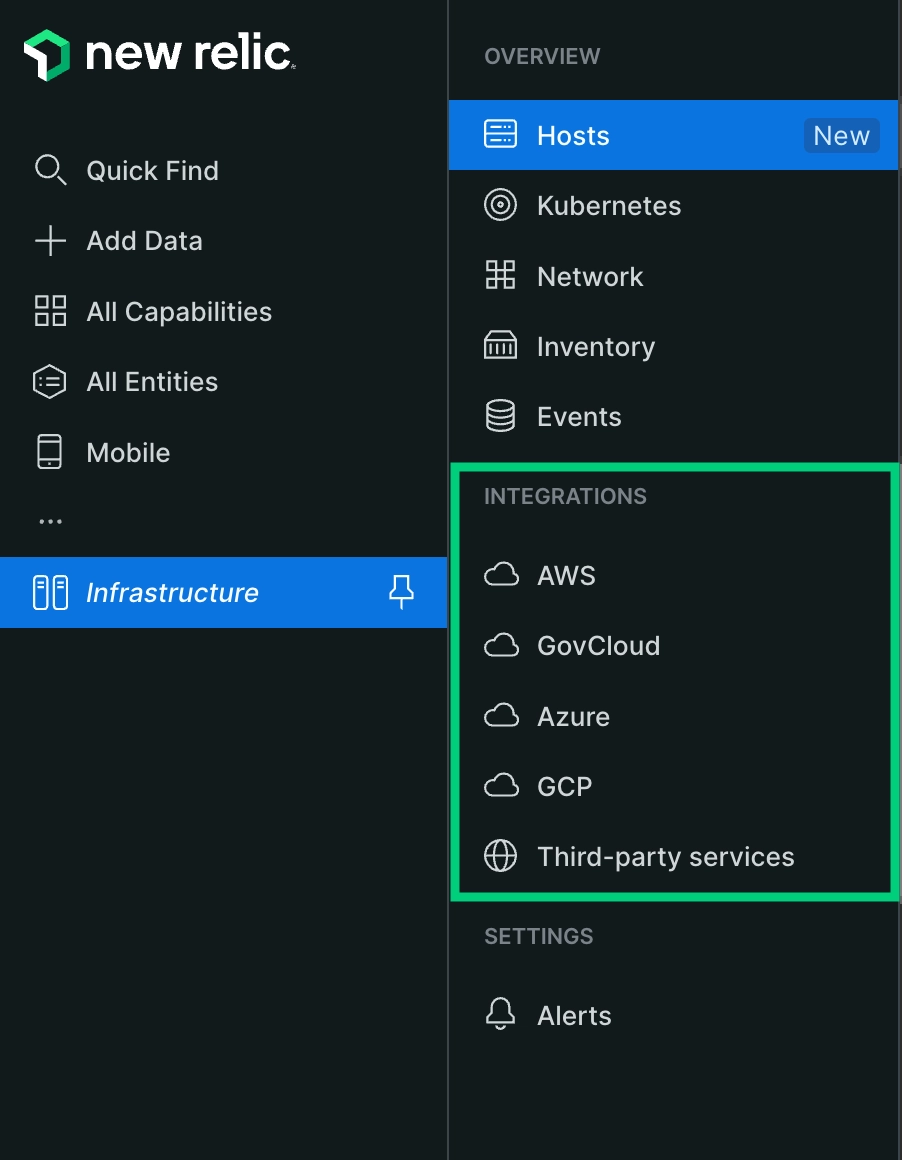 new relic
Quick Find
Add Data
All Capabilities
All Entities
Mobile
...
Infrastructure
OVERVIEW
Hosts New
Kubernetes
Network
Inventory
Events
INTEGRATIONS
AWS
GovCloud
Azure
GCP
Third-party services
SETTINGS
Alerts